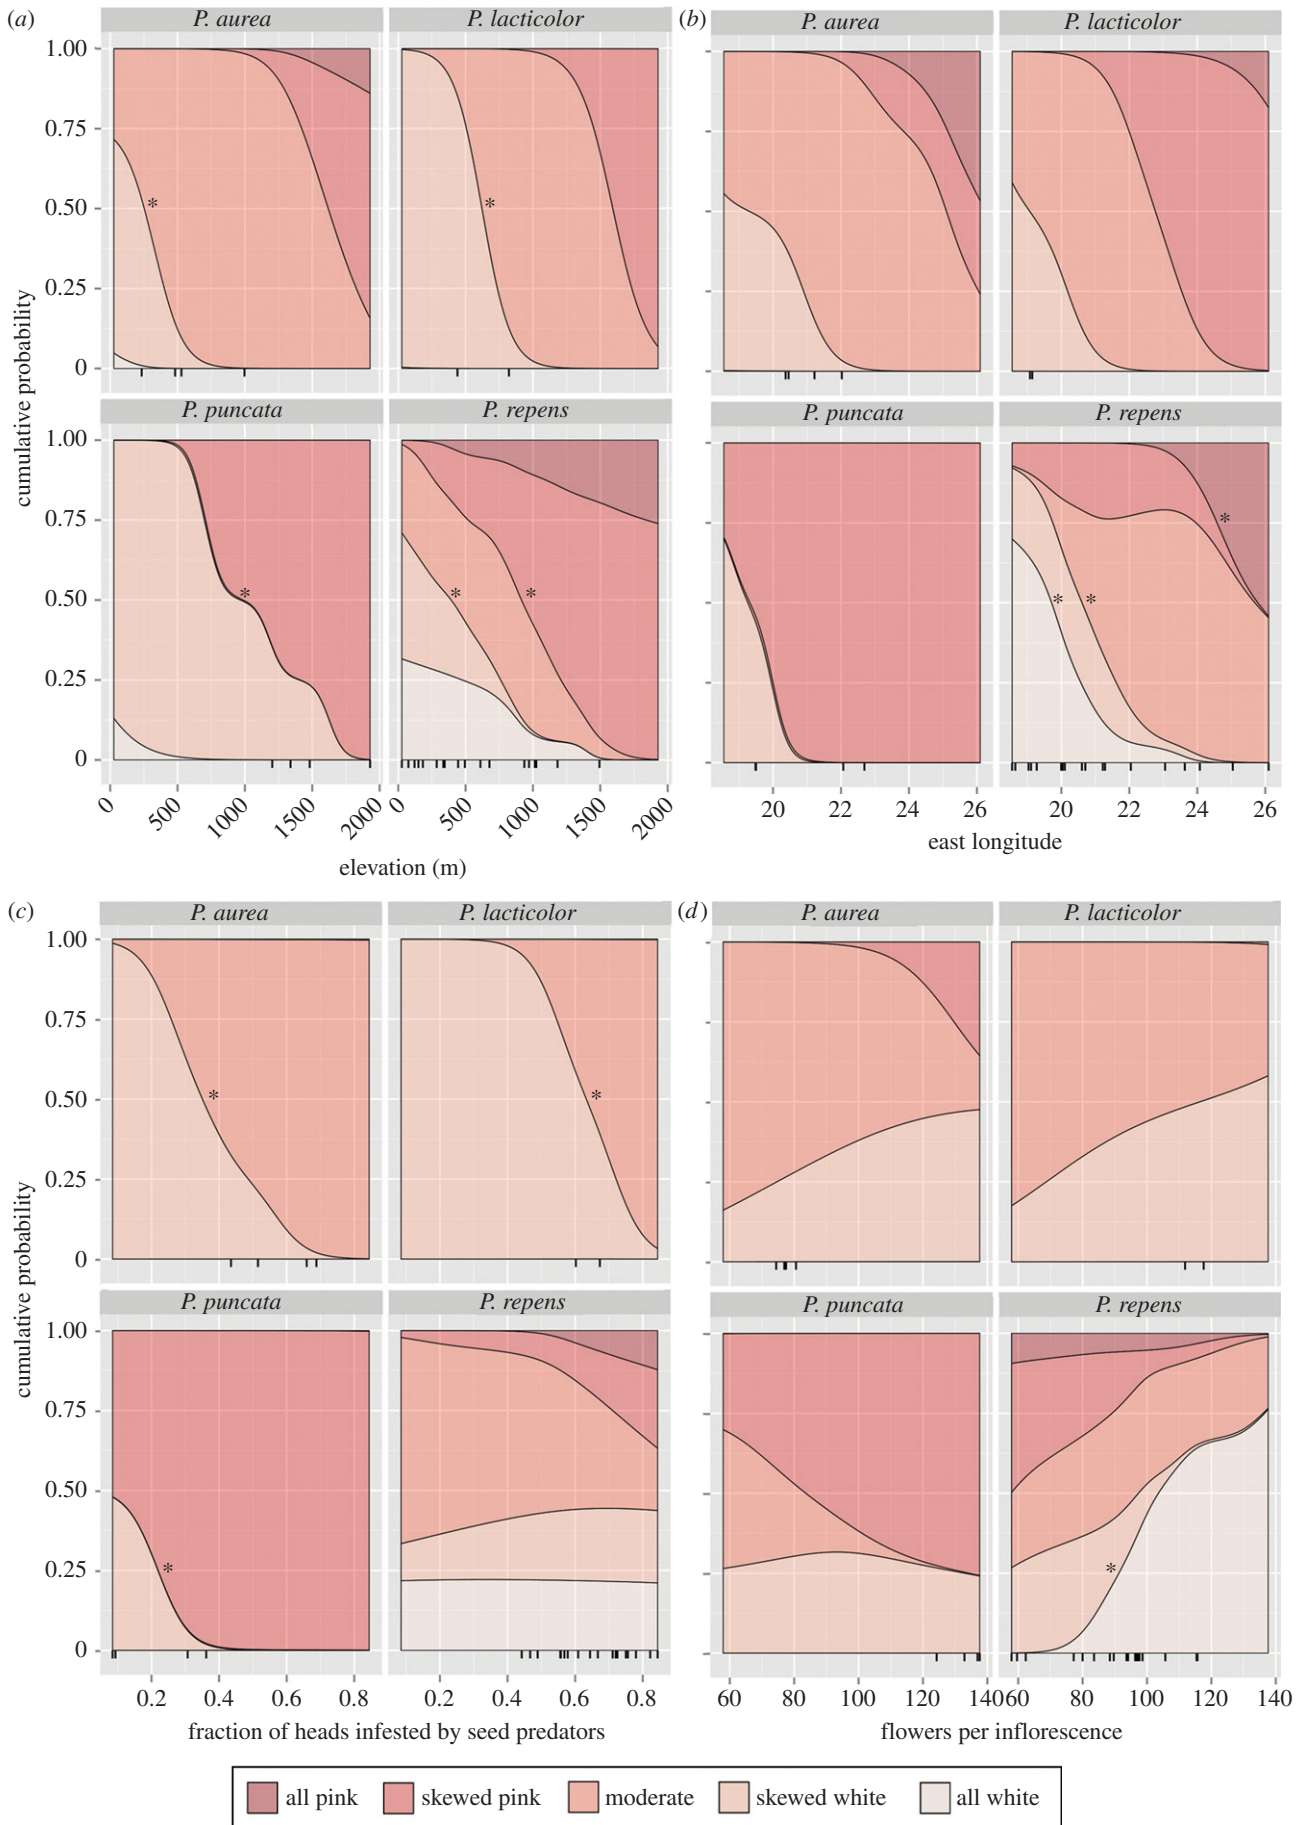 (a) P. aurea P. lacticolor (b) P. aurea P. lacticolor
1.00
0.75
0.50
*
*
0.25
0
cumulative probability
P. puncata P. repens P. puncata P. repens
1.00
0.75
*
0.50
* * * * *
0.25
0
0 500 1000 1500 2000 0 500 1000 1500 2000 20 22 24 26 20 22 24 26
elevation (m) east longitude
(c) P. aurea P. lacticolor (d) P. aurea P. lacticolor
1.00
0.75
0.50
* *
0.25
0
cumulative probability
P. puncata P. repens P. puncata P. repens
1.00
0.75
0.50
0.25
* *
0
0.2 0.4 0.6 0.8 0.2 0.4 0.6 0.8 60 80 100 120 140 60 80 100 120 140
fraction of heads infested by seed predators flowers per inflorescence
all pink skewed pink moderate skewed white all white